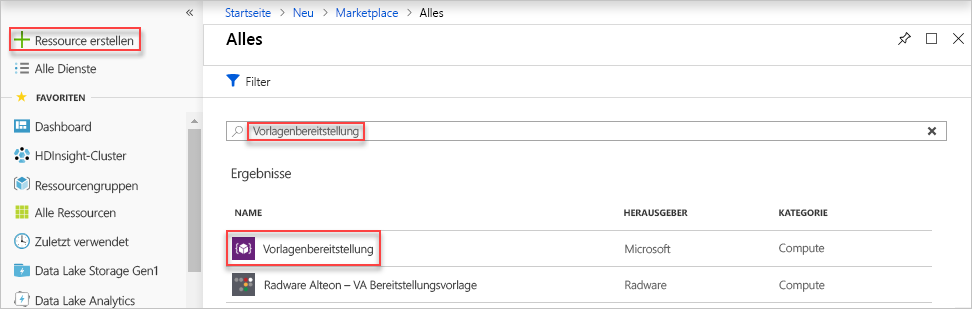 «
Ressource erstellen
Alle Dienste
FAVORITEN
Dashboard
HDInsight-Cluster
Ressourcengruppen
Alle Ressourcen
Zuletzt verwendet
Data Lake Storage Gen1
Data Lake Analytics
Startseite > Neu > Marketplace > Alles
Alles
Filter
Vorlagenbereitstellung
Ergebnisse
NAME HERAUSGEBER KATEGORIE
Vorlagenbereitstellung Microsoft Compute
Radware Alteon – VA Bereitstellungsvorlage Radware Compute